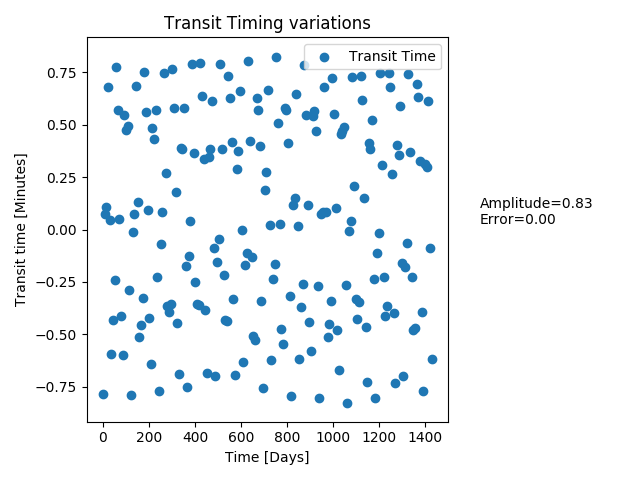 Transit Timing variations
Transit Time
Transit time [Minutes]
0.75
0.50
0.25
0.00
−0.25
−0.50
−0.75
0 200 400 600 800 1000 1200 1400
Time [Days]
Amplitude=0.83
Error=0.00